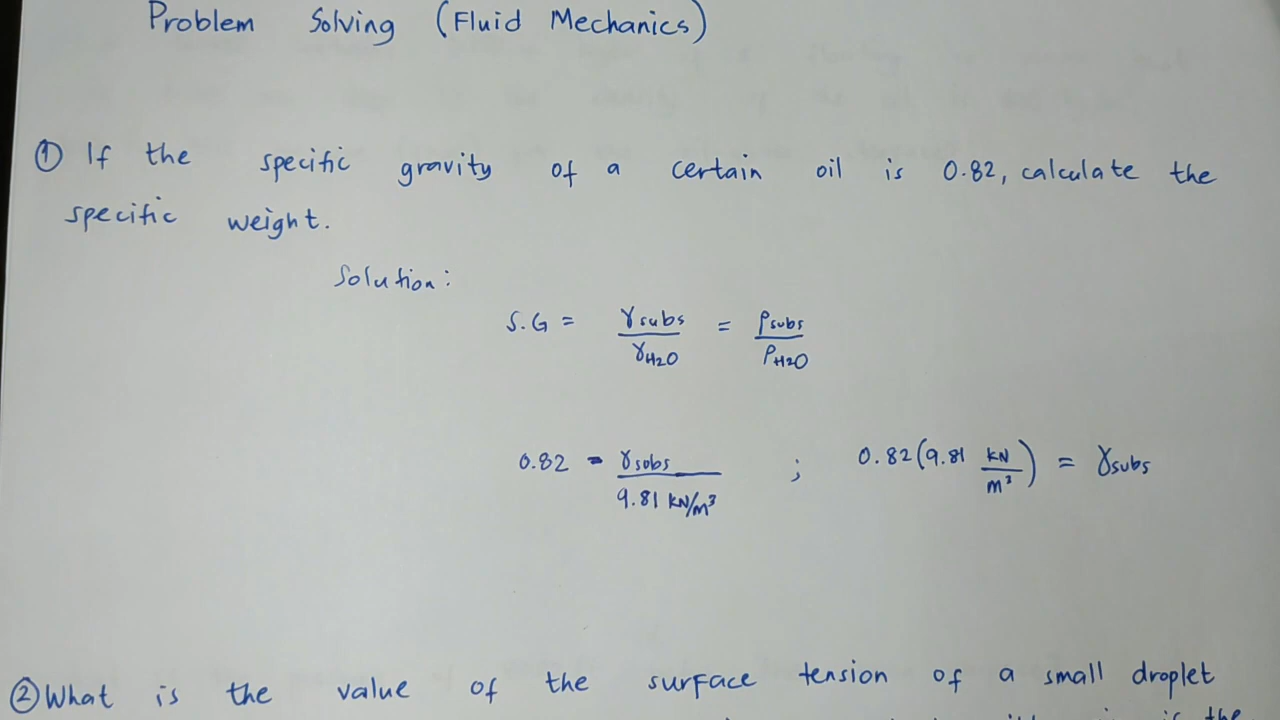 Problem Solving (Fluid Mechanics)
① If the specific gravity of a certain oil is 0.82, calculate the
specific weight.
Solution:
S.G = γsubs / γH2O = ρsubs / ρH2O
0.82 = γsubs / 9.81 kN/m³ ; 0.82 (9.81 kN/m³) = γsubs
② What is the value of the surface tension of a small droplet
is the